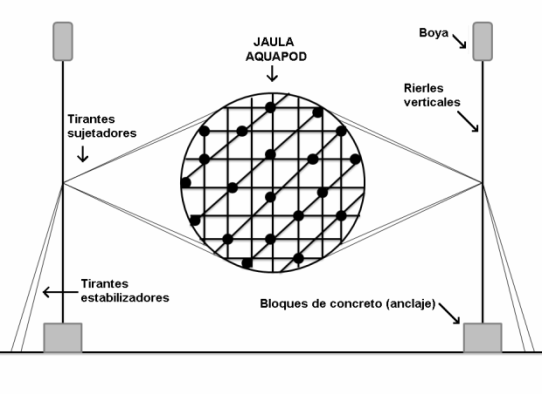 Boya
JAULA
AQUAPOD
Rierles
verticales
Tirantes
sujetadores
Tirantes
estabilizadores
Bloques de concreto (anclaje)